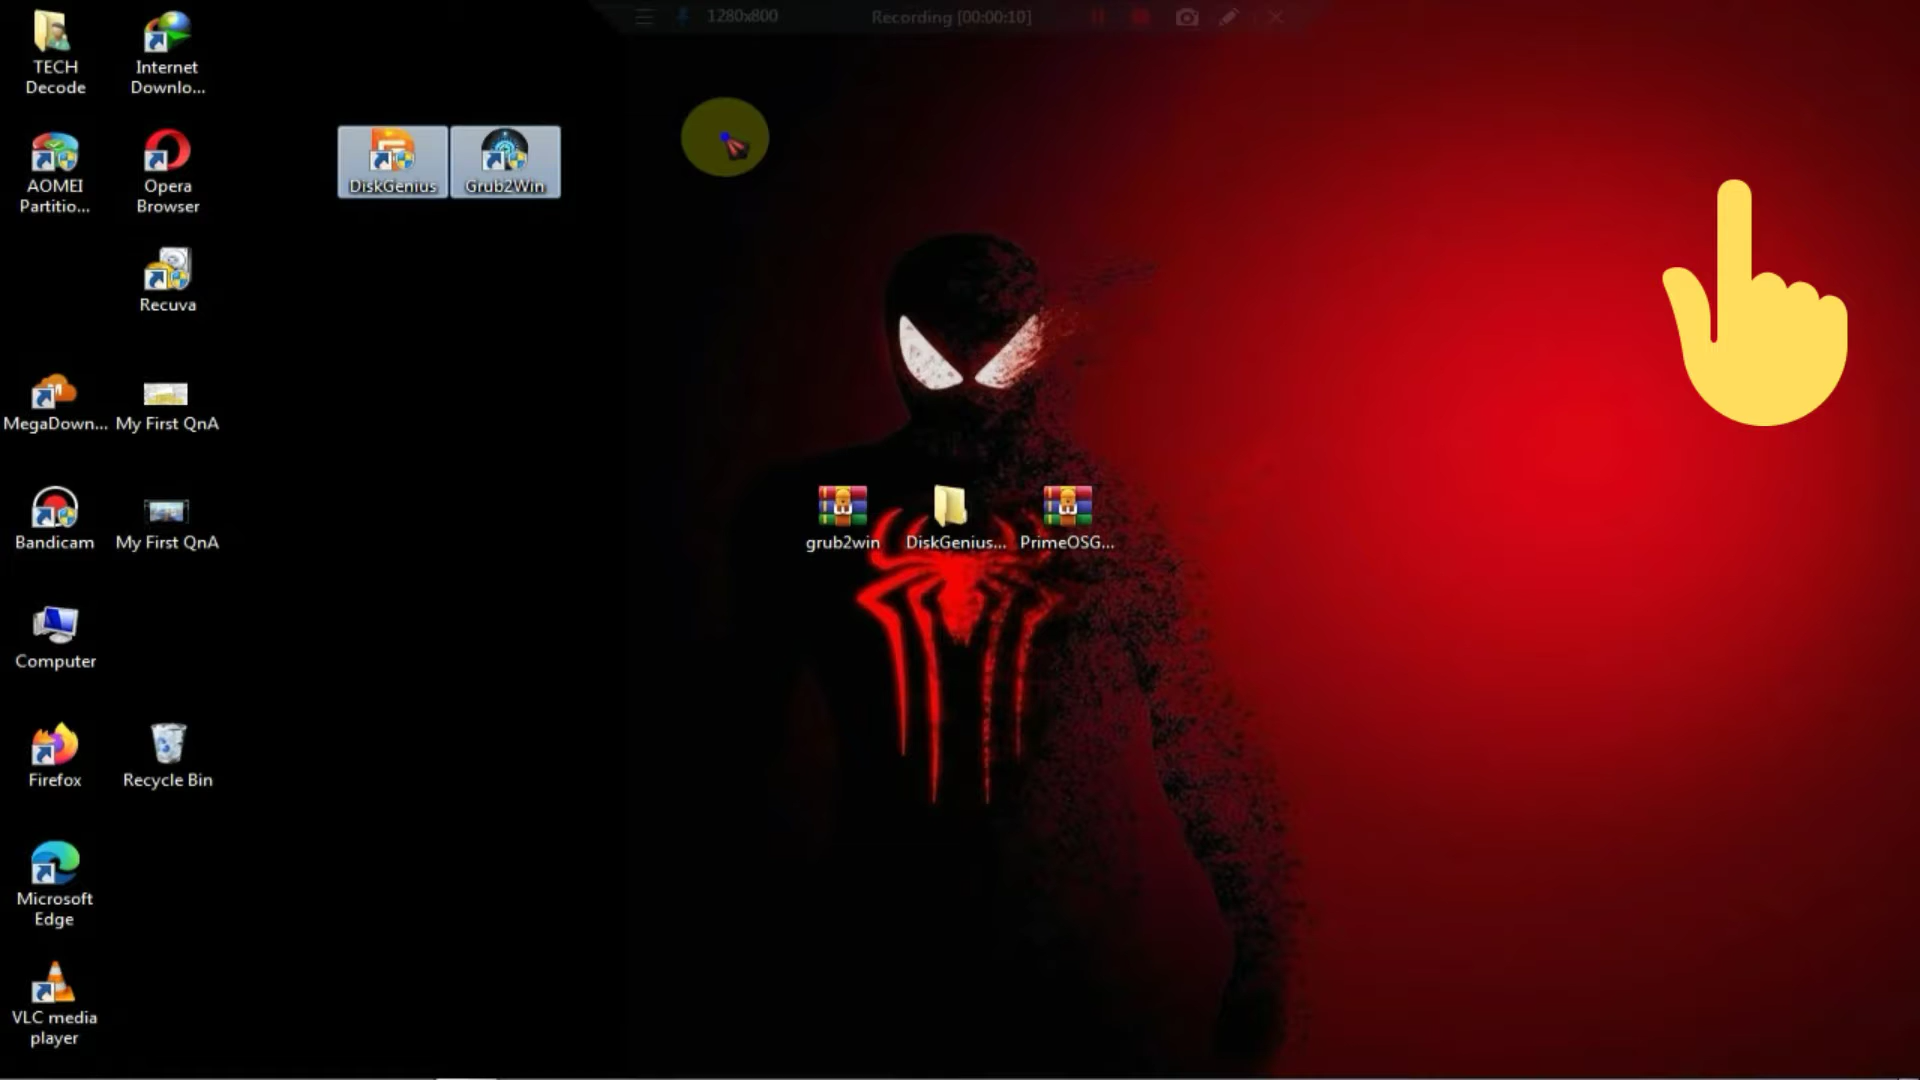 1280x800
Recording [00:00:10]
TECH
Decode
Internet
Downlo...
AOMEI
Partitio...
Opera
Browser
DiskGenius
Grub2Win
Recuva
MegaDown...
My First QnA
Bandicam
My First QnA
grub2win
DiskGenius...
PrimeOSG...
Computer
Firefox
Recycle Bin
Microsoft
Edge
VLC media
player